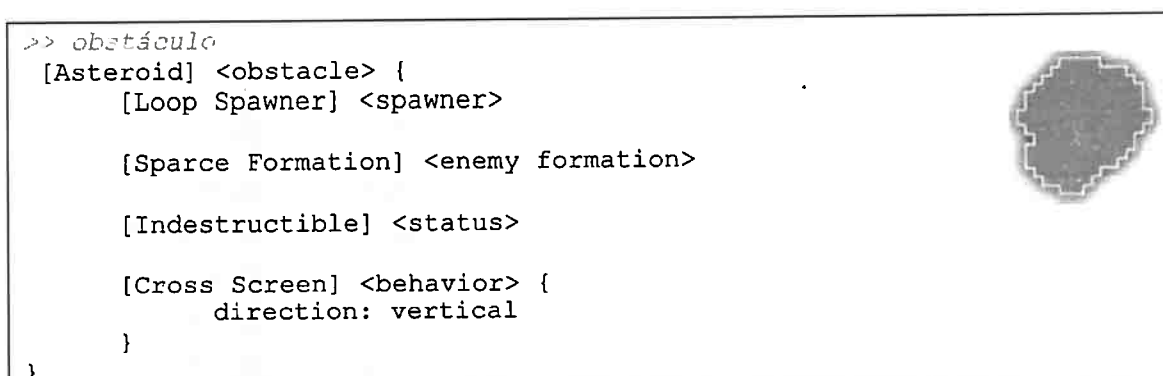 >> obstáculo
[Asteroid] <obstacle> {
[Loop Spawner] <spawner>
[Sparce Formation] <enemy formation>
[Indestructible] <status>
[Cross Screen] <behavior> {
direction: vertical
}
}